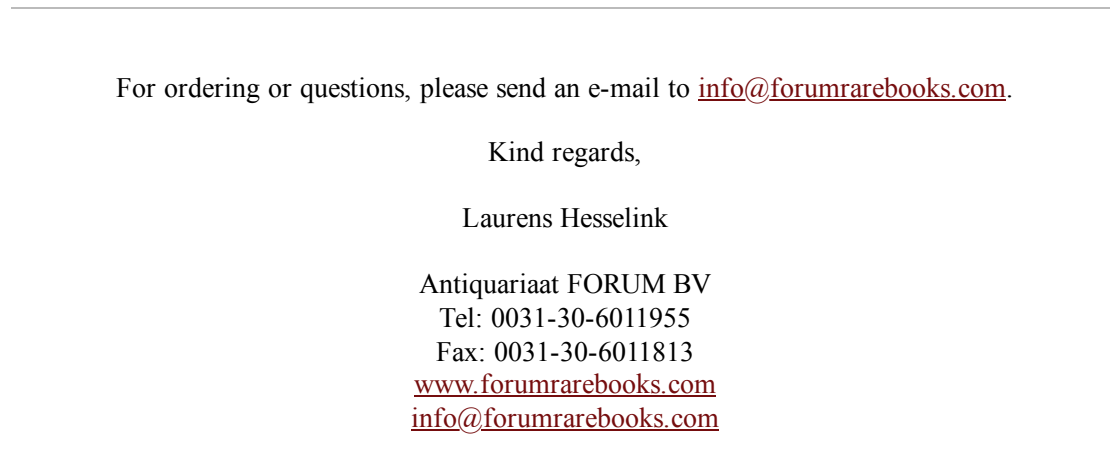 For ordering or questions, please send an e-mail to info@forumrarebooks.com.
Kind regards,
Laurens Hesselink
Antiquariaat FORUM BV
Tel: 0031-30-6011955
Fax: 0031-30-6011813
www.forumrarebooks.com
info@forumrarebooks.com